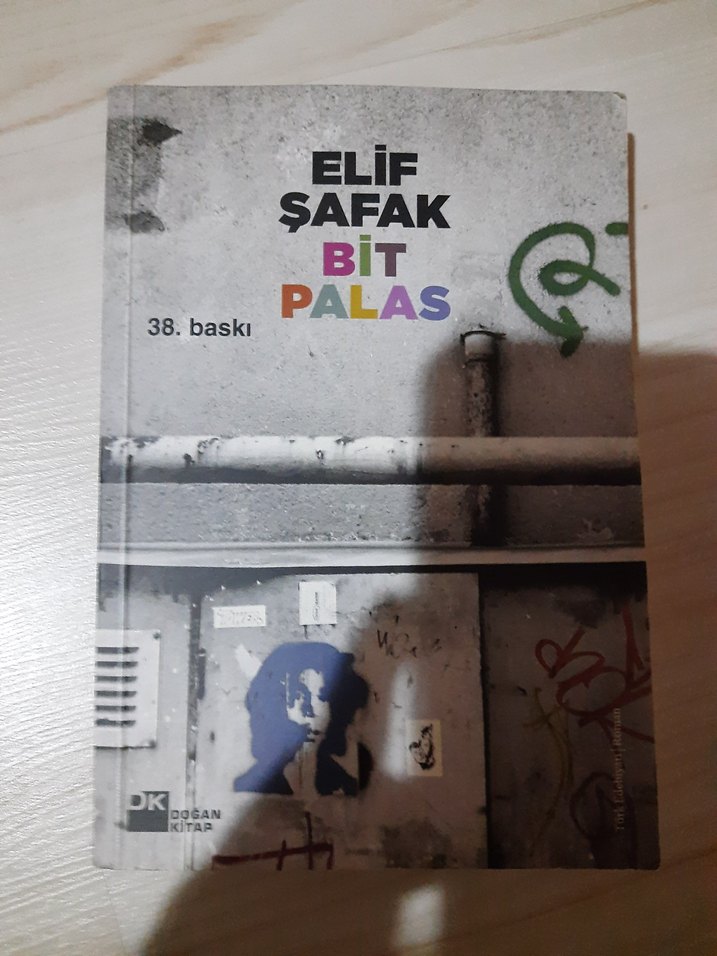 ELİF
ŞAFAK
BİT
PALAS
38. baskı
DK
DOĞAN
KİTAP
Türk Edebiyatı | Roman